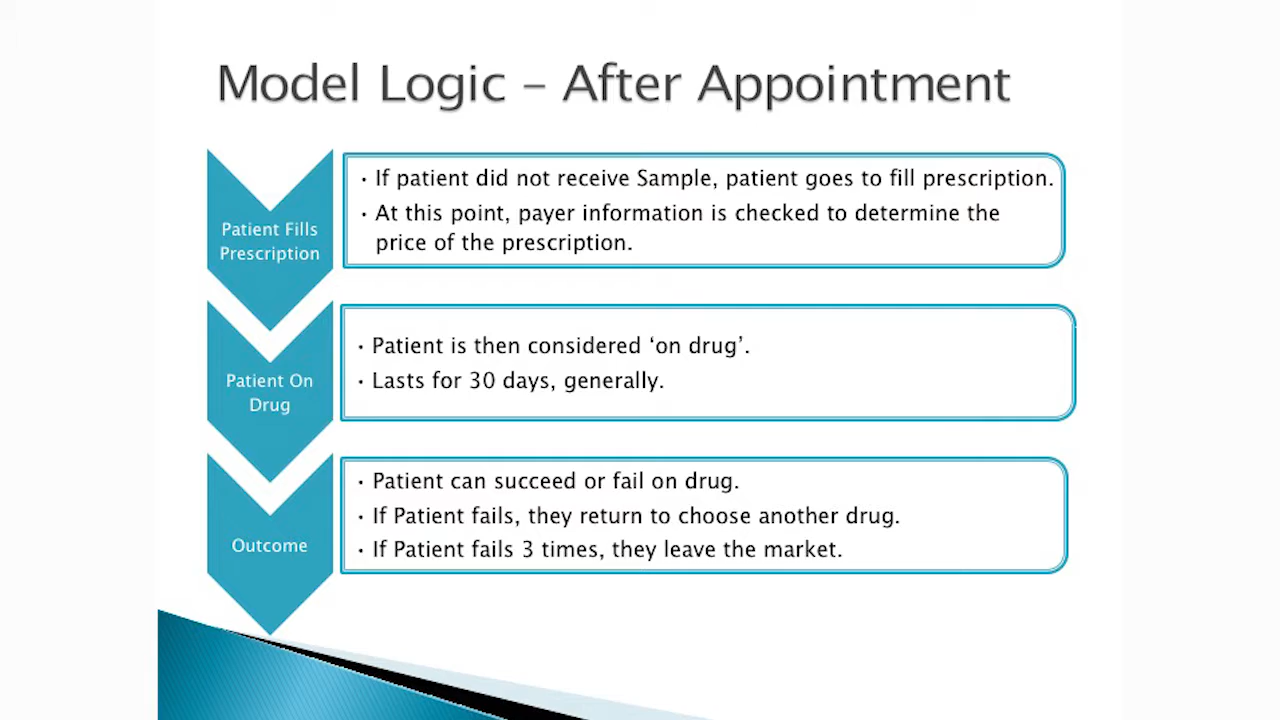 Model Logic – After Appointment
Patient Fills
Prescription
• If patient did not receive Sample, patient goes to fill prescription.
• At this point, payer information is checked to determine the
price of the prescription.
Patient On
Drug
• Patient is then considered ‘on drug’.
• Lasts for 30 days, generally.
Outcome
• Patient can succeed or fail on drug.
• If Patient fails, they return to choose another drug.
• If Patient fails 3 times, they leave the market.